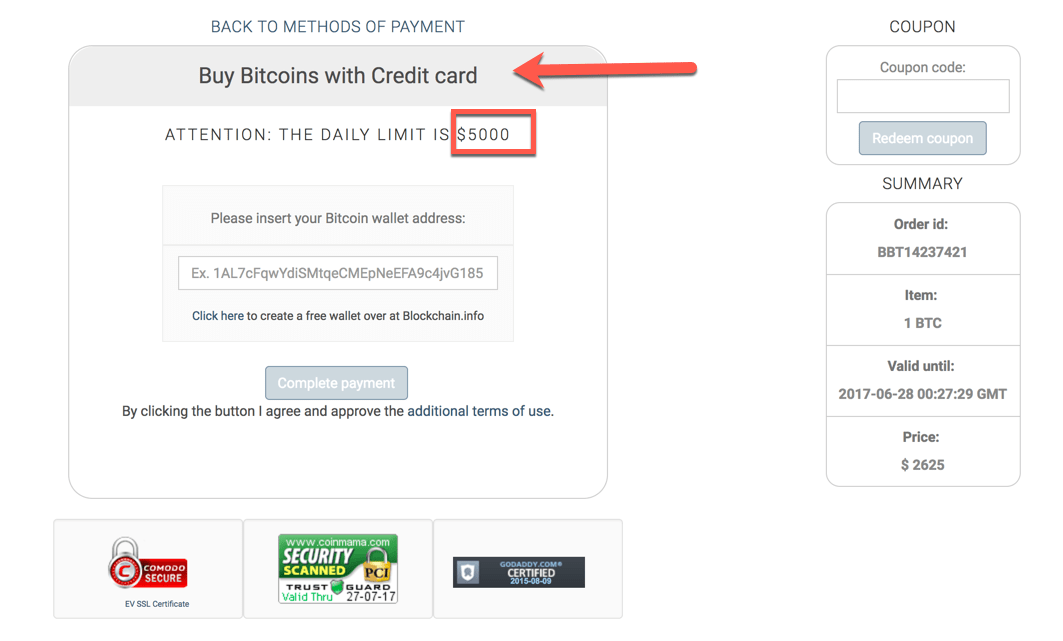 BACK TO METHODS OF PAYMENT
Buy Bitcoins with Credit card
ATTENTION: THE DAILY LIMIT IS $5000
Please insert your Bitcoin wallet address:
Ex. 1AL7cFqwYdiSMtqeCMEpNeEFA9c4jvG185
Click here to create a free wallet over at Blockchain.info
Complete payment
By clicking the button I agree and approve the additional terms of use.
COUPON
Coupon code:
Redeem coupon
SUMMARY
Order id:
BBT14237421
Item:
1 BTC
Valid until:
2017-06-28 00:27:29 GMT
Price:
$ 2625
C COMODO
SECURE
EV SSL Certificate
www.coinmama.com
SECURITY
SCANNED
PCI
TRUST GUARD
Valid Thru 27-07-17
GODADDY.COM®
CERTIFIED
2015-08-09